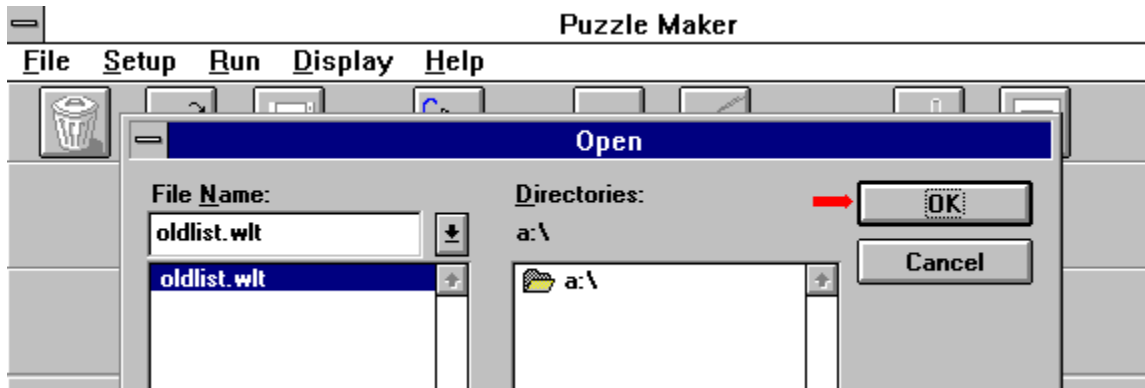 Puzzle Maker
File Setup Run Display Help
Open
File Name:
oldlist.wlt
oldlist.wlt
Directories:
a:\
a:\
OK
Cancel